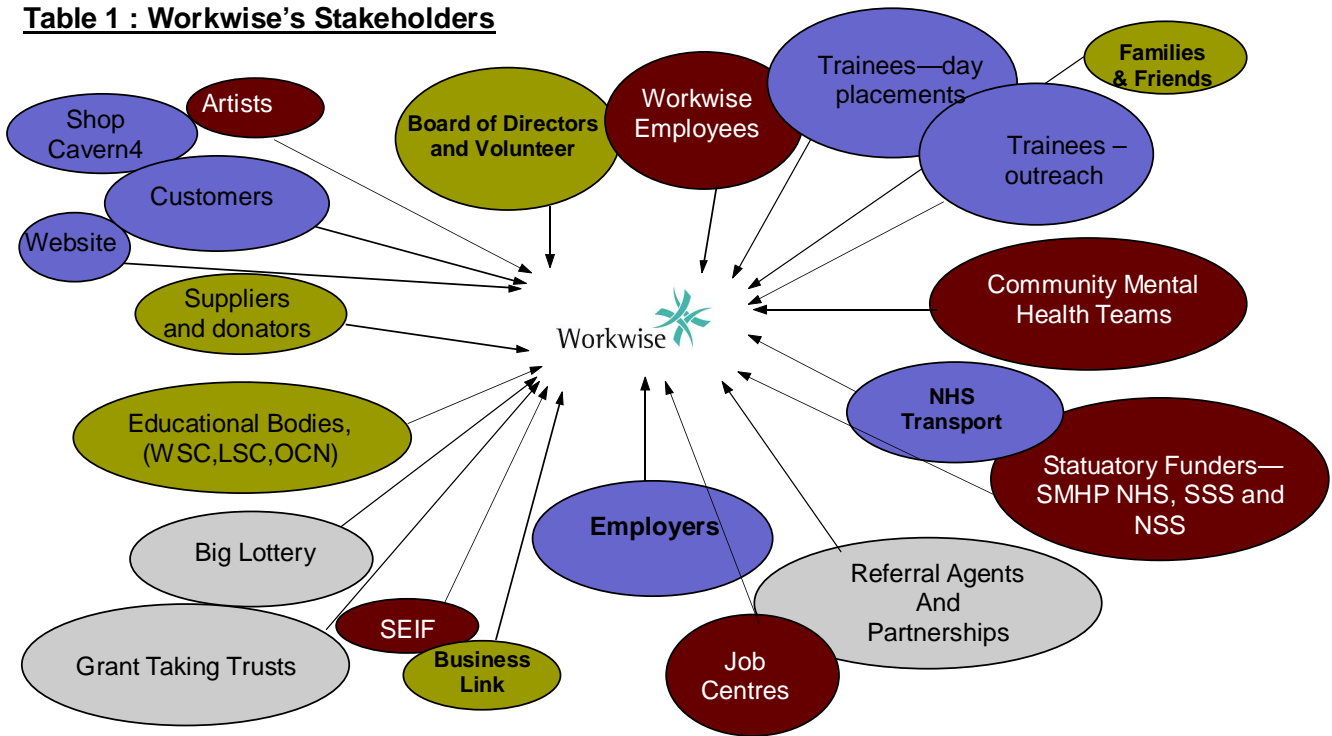 Table 1 : Workwise's Stakeholders
Artists
Shop
Cavern4
Customers
Website
Suppliers
and donators
Board of Directors
and Volunteer
Workwise
Employees
Trainees—day
placements
Families
& Friends
Trainees –
outreach
Community Mental
Health Teams
Workwise
NHS
Transport
Statuatory Funders—
SMHP NHS, SSS and
NSS
Educational Bodies,
(WSC,LSC,OCN)
Big Lottery
Grant Taking Trusts
SEIF
Business
Link
Employers
Referral Agents
And
Partnerships
Job
Centres